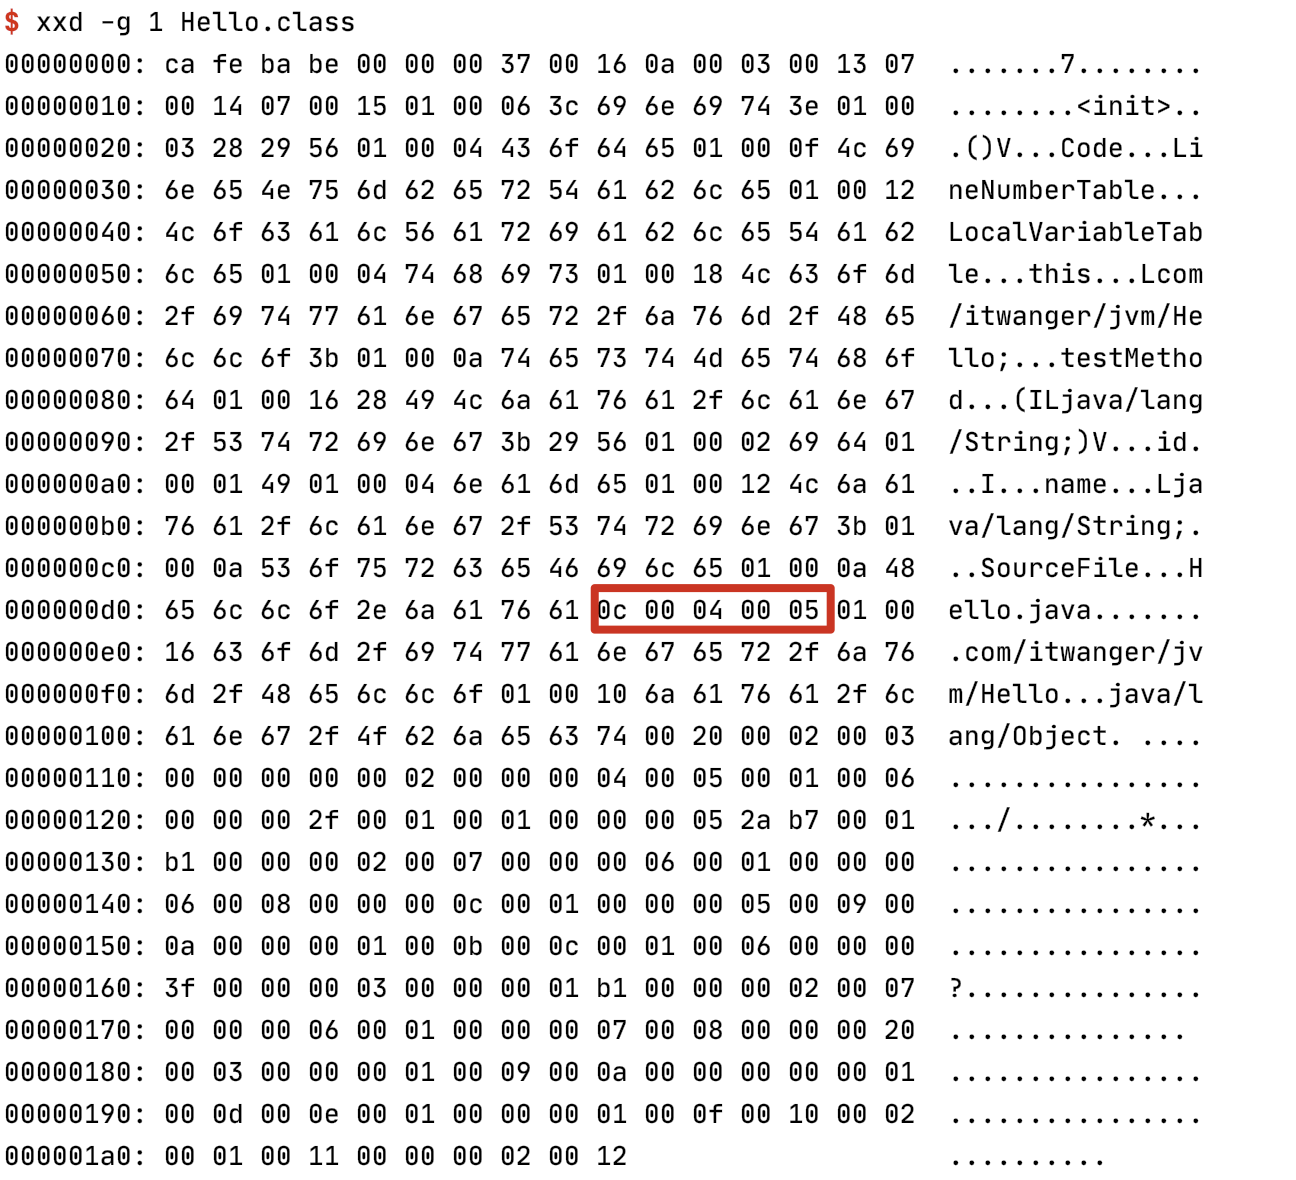 $ xxd -g 1 Hello.class
00000000: ca fe ba be 00 00 00 37 00 16 0a 00 03 00 13 07  .......7........
00000010: 00 14 07 00 15 01 00 06 3c 69 6e 69 74 3e 01 00  ........<init>..
00000020: 03 28 29 56 01 00 04 43 6f 64 65 01 00 0f 4c 69  .()V...Code...Li
00000030: 6e 65 4e 75 6d 62 65 72 54 61 62 6c 65 01 00 12  neNumberTable...
00000040: 4c 6f 63 61 6c 56 61 72 69 61 62 6c 65 54 61 62  LocalVariableTab
00000050: 6c 65 01 00 04 74 68 69 73 01 00 18 4c 63 6f 6d  le...this...Lcom
00000060: 2f 69 74 77 61 6e 67 65 72 2f 6a 76 6d 2f 48 65  /itwanger/jvm/He
00000070: 6c 6c 6f 3b 01 00 0a 74 65 73 74 4d 65 74 68 6f  llo;...testMetho
00000080: 64 01 00 16 28 49 4c 6a 61 76 61 2f 6c 61 6e 67  d...(ILjava/lang
00000090: 2f 53 74 72 69 6e 67 3b 29 56 01 00 02 69 64 01  /String;)V...id.
000000a0: 00 01 49 01 00 04 6e 61 6d 65 01 00 12 4c 6a 61  ..I...name...Lja
000000b0: 76 61 2f 6c 61 6e 67 2f 53 74 72 69 6e 67 3b 01  va/lang/String;.
000000c0: 00 0a 53 6f 75 72 63 65 46 69 6c 65 01 00 0a 48  ..SourceFile...H
000000d0: 65 6c 6c 6f 2e 6a 61 76 61 0c 00 04 00 05 01 00  ello.java.......
000000e0: 16 63 6f 6d 2f 69 74 77 61 6e 67 65 72 2f 6a 76  .com/itwanger/jv
000000f0: 6d 2f 48 65 6c 6c 6f 01 00 10 6a 61 76 61 2f 6c  m/Hello...java/l
00000100: 61 6e 67 2f 4f 62 6a 65 63 74 00 20 00 02 00 03  ang/Object. ....
00000110: 00 00 00 00 00 02 00 00 00 04 00 05 00 01 00 06  ................
00000120: 00 00 00 2f 00 01 00 01 00 00 00 05 2a b7 00 01  .../........*...
00000130: b1 00 00 00 02 00 07 00 00 00 06 00 01 00 00 00  ................
00000140: 06 00 08 00 00 00 0c 00 01 00 00 00 05 00 09 00  ................
00000150: 0a 00 00 00 01 00 0b 00 0c 00 01 00 06 00 00 00  ................
00000160: 3f 00 00 00 03 00 00 00 01 b1 00 00 00 02 00 07  ?...............
00000170: 00 00 00 06 00 01 00 00 00 07 00 08 00 00 00 20  ...............
00000180: 00 03 00 00 00 01 00 09 00 0a 00 00 00 00 00 01  ................
00000190: 00 0d 00 0e 00 01 00 00 00 01 00 0f 00 10 00 02  ................
000001a0: 00 01 00 11 00 00 00 02 00 12  ..........